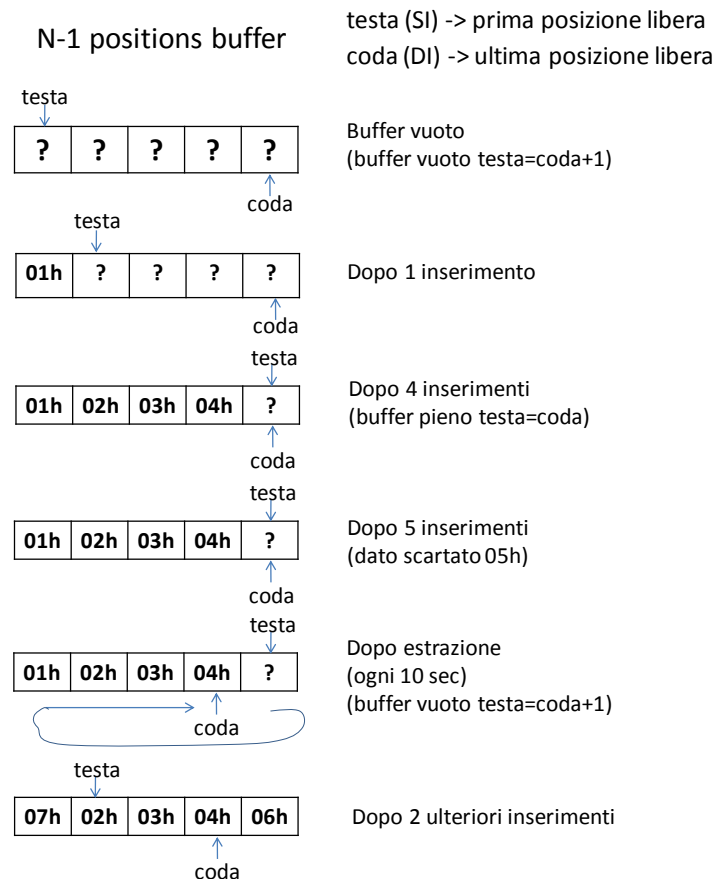 N-1 positions buffer
testa (SI) -> prima posizione libera
coda (DI) -> ultima posizione libera
testa
? ? ? ? ?
coda
Buffer vuoto
(buffer vuoto testa=coda+1)
testa
01h ? ? ? ?
coda
Dopo 1 inserimento
testa
01h 02h 03h 04h ?
coda
Dopo 4 inserimenti
(buffer pieno testa=coda)
testa
01h 02h 03h 04h ?
coda
Dopo 5 inserimenti
(dato scartato 05h)
testa
01h 02h 03h 04h ?
coda
Dopo estrazione
(ogni 10 sec)
(buffer vuoto testa=coda+1)
testa
07h 02h 03h 04h 06h
coda
Dopo 2 ulteriori inserimenti